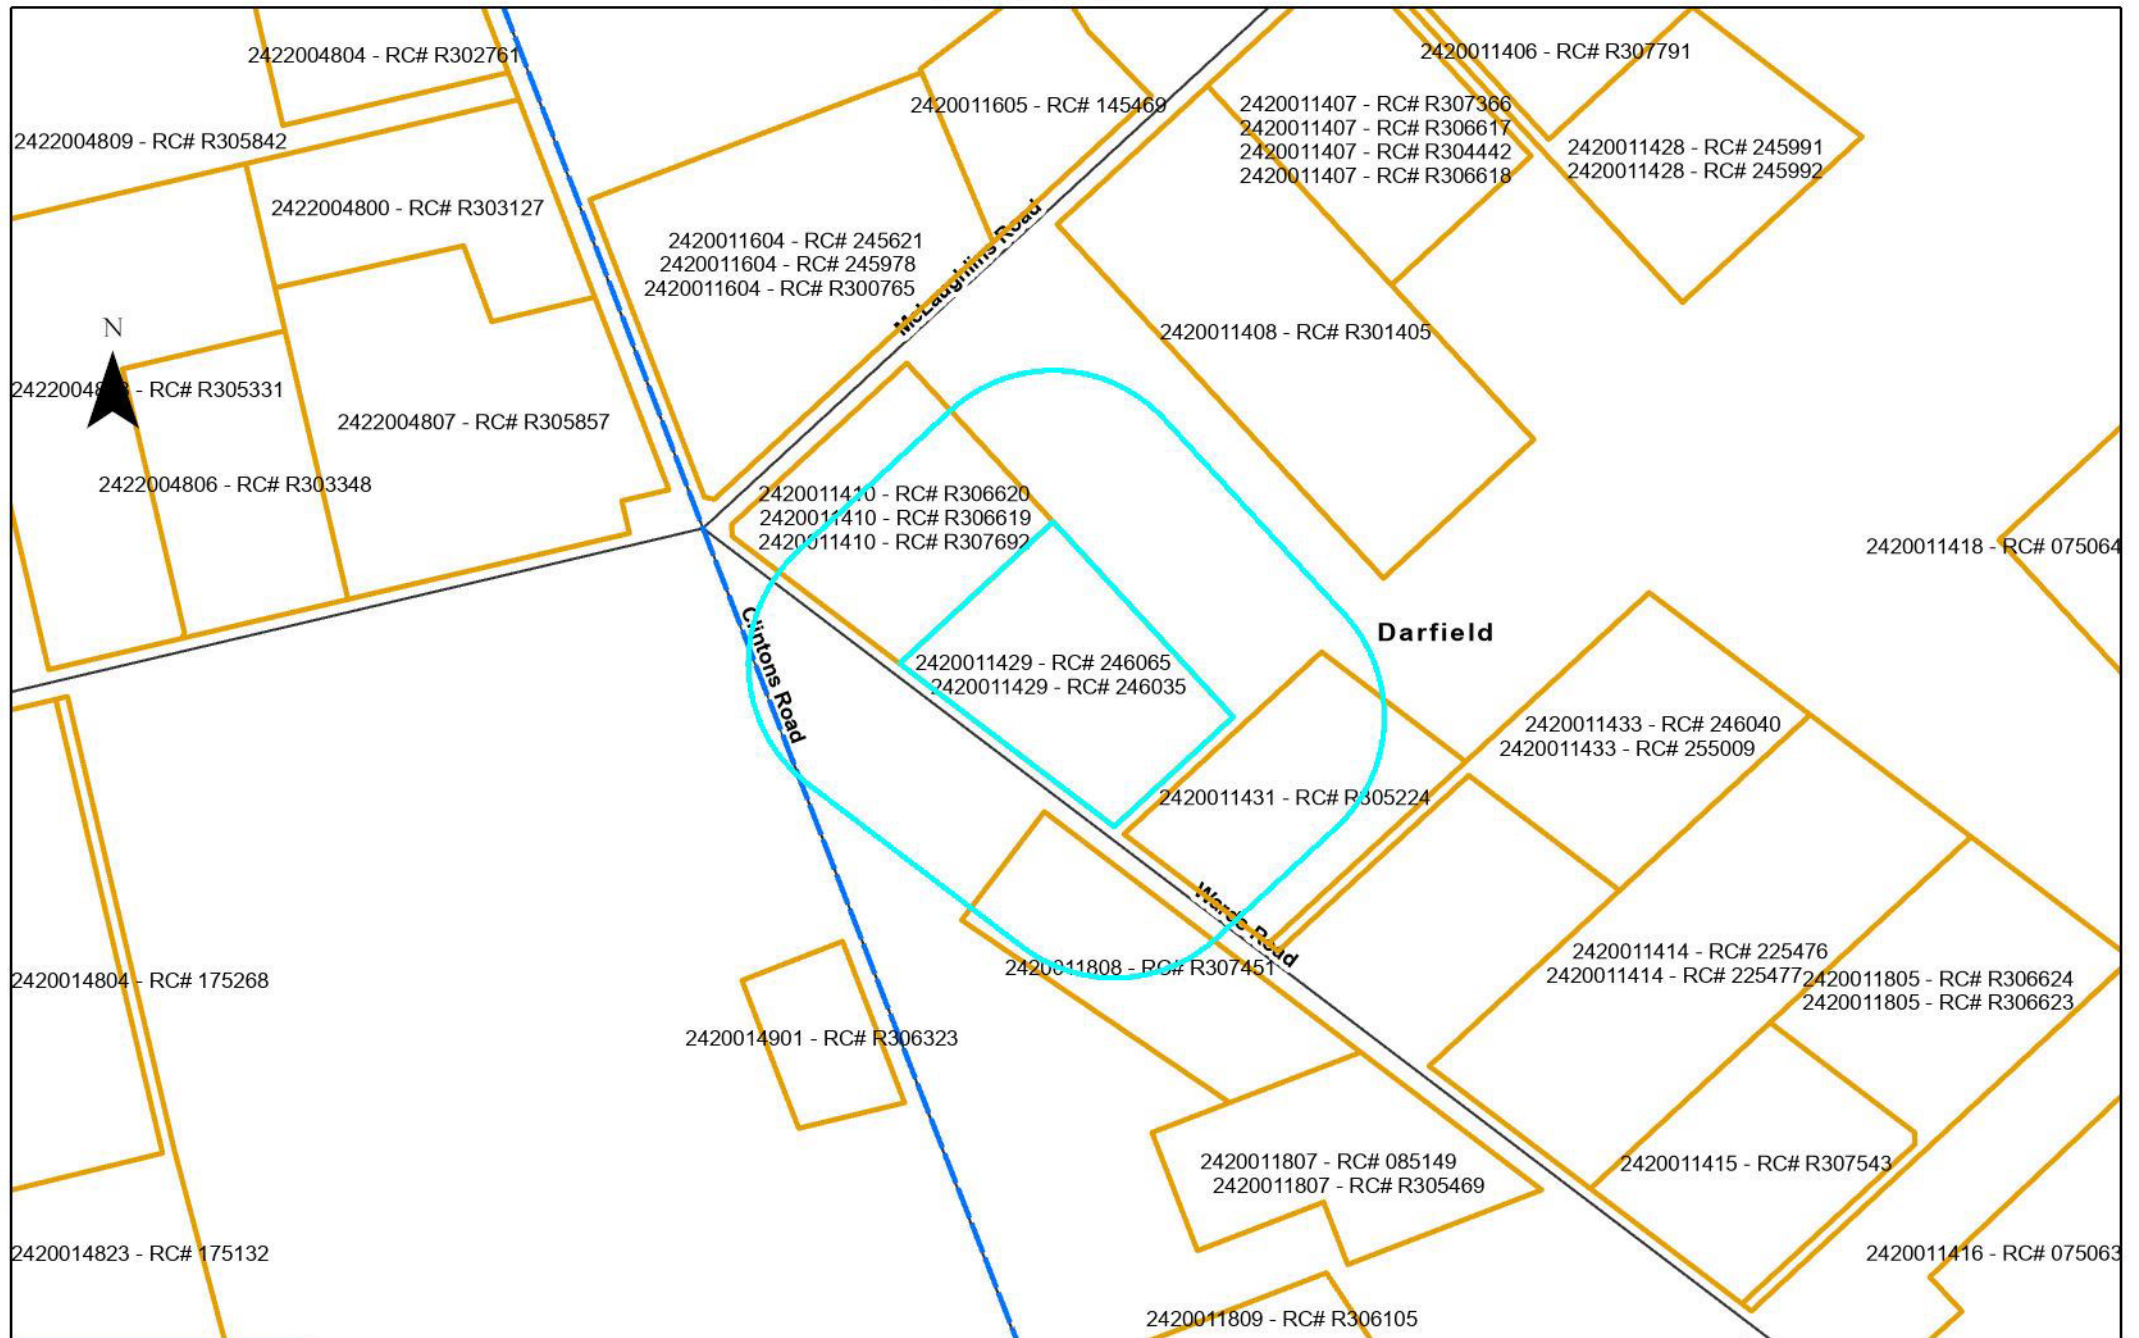 2422004804 - RC# R302761
2420011406 - RC# R307791
2420011605 - RC# 145469
2420011407 - RC# R307366
2420011407 - RC# R306617
2420011407 - RC# R304442
2420011407 - RC# R306618
2422004809 - RC# R305842
2420011428 - RC# 245991
2420011428 - RC# 245992
2422004800 - RC# R303127
2420011604 - RC# 245621
2420011604 - RC# 245978
2420011604 - RC# R300765
McLaughlins Road
N
2420011408 - RC# R301405
- RC# R305331
2422004807 - RC# R305857
2422004806 - RC# R303348
2420011410 - RC# R306620
2420011410 - RC# R306619
2420011410 - RC# R307692
2420011418 - RC# 075064
Darfield
Clintons Road
2420011429 - RC# 246065
2420011429 - RC# 246035
2420011433 - RC# 246040
2420011433 - RC# 255009
2420011431 - RC# R305224
Wards Road
2420011808 - RC# R307451
2420011414 - RC# 225476
2420011414 - RC# 225477
2420011805 - RC# R306624
2420011805 - RC# R306623
2420014804 - RC# 175268
2420014901 - RC# R306323
2420011807 - RC# 085149
2420011807 - RC# R305469
2420011415 - RC# R307543
2420014823 - RC# 175132
2420011416 - RC# 075063
2420011809 - RC# R306105